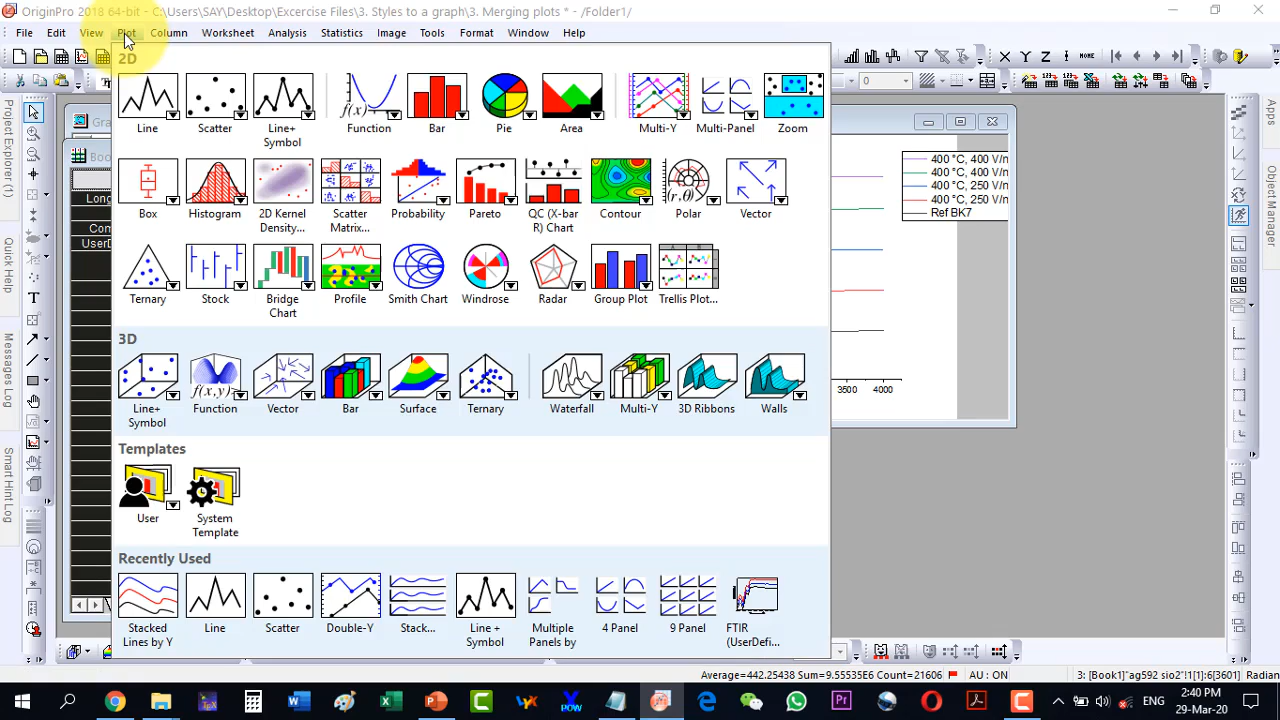 OriginPro 2018 64-bit - C:\Users\SAY\Desktop\Excercise Files\3. Styles to a graph\3. Merging plots * - /Folder1/
File Edit View Plot Column Worksheet Graph Analysis Statistics Image Tools Format Window Help
2D
Line Scatter Line+ Symbol Function Bar Pie Area Multi-Y Multi-Panel Zoom
Box Histogram 2D Kernel Density... Scatter Matrix... Probability Pareto QC (X-bar R) Chart Contour Polar Vector
Ternary Stock Bridge Chart Profile Smith Chart Windrose Radar Group Plot Trellis Plot...
3D
Line+ Symbol Function Vector Bar Surface Ternary Waterfall Multi-Y 3D Ribbons Walls
Templates
User System Template
Recently Used
Stacked Lines by Y Line Scatter Double-Y Stack... Line + Symbol Multiple Panels by 4 Panel 9 Panel FTIR (UserDefi...
Project Explorer (1)
Quick Help
Messages Log
Smart Hint Log
Gra
Book
Long
Com
UserD
400 °C, 400 V/m
400 °C, 400 V/m
400 °C, 250 V/m
400 °C, 250 V/m
Ref BK7
3500 4000
0
Apps
Object Manager
Average=442.25438 Sum=9.55535E6 Count=21606 AU : ON 3: [Book1]"ag592 sio2"!1[1]:6[3601] Radian
ENG
2:40 PM
29-Mar-20